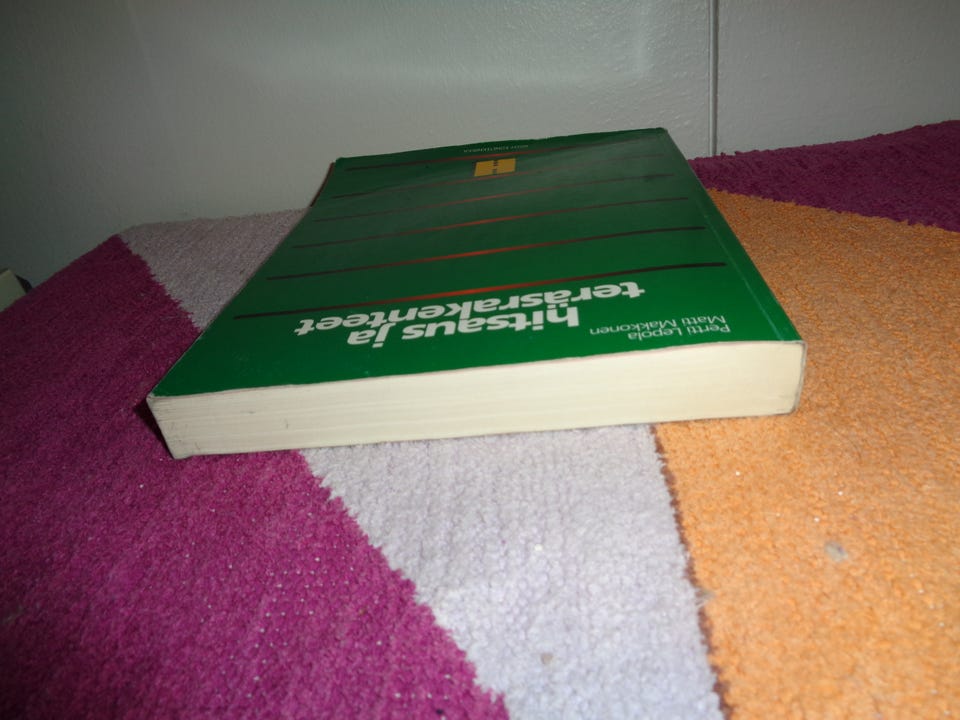 Pertti Lepola
Matti Makkonen
hitsaus ja
teräsrakenteet